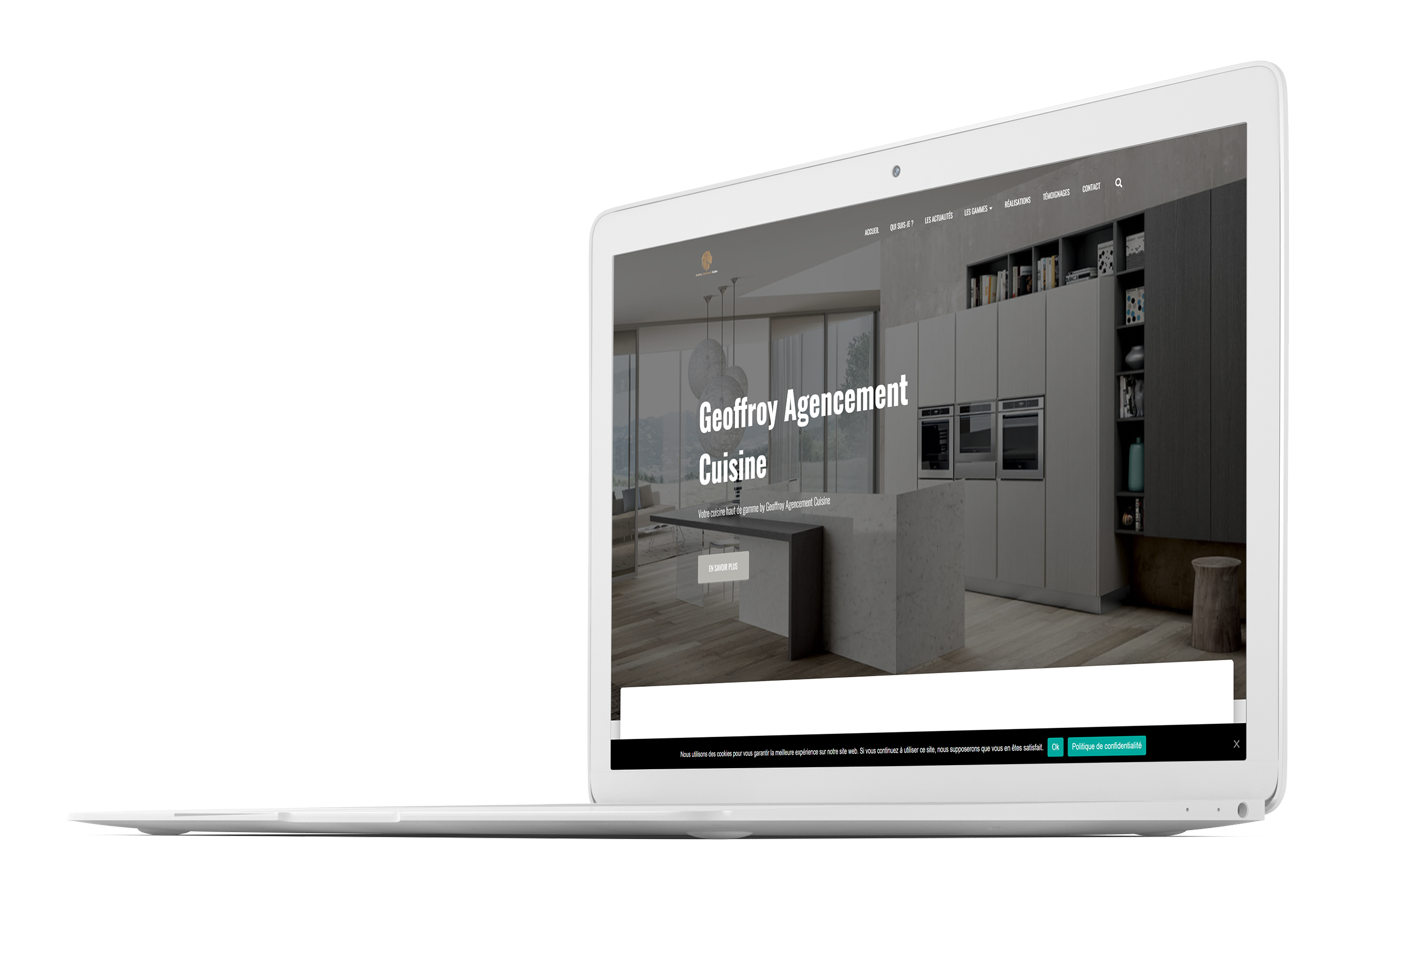 ACCUEIL QUI SUIS JE ? LES ACTUALITÉS LES GAMMES RÉALISATIONS TÉMOIGNAGES CONTACT
Geoffroy Agencement
Cuisine
Votre cuisine haut de gamme by Geoffroy Agencement Cuisine
EN SAVOIR PLUS
Nous utilisons des cookies pour vous garantir la meilleure expérience sur notre site web. Si vous continuez à utiliser ce site, nous supposerons que vous en êtes satisfait. Ok Politique de confidentialité X